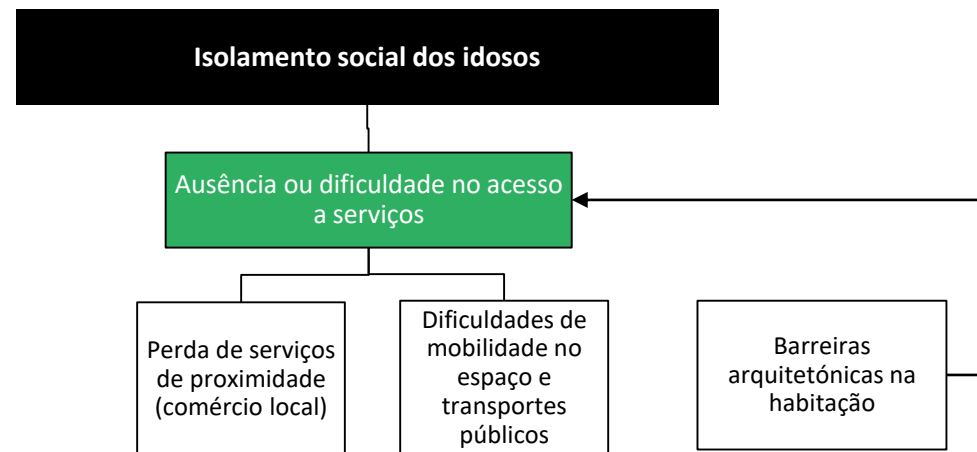 Isolamento social dos idosos
Ausência ou dificuldade no acesso
a serviços
Perda de serviços
de proximidade
(comércio local)
Dificuldades de
mobilidade no
espaço e
transportes
públicos
Barreiras
arquitetónicas na
habitação